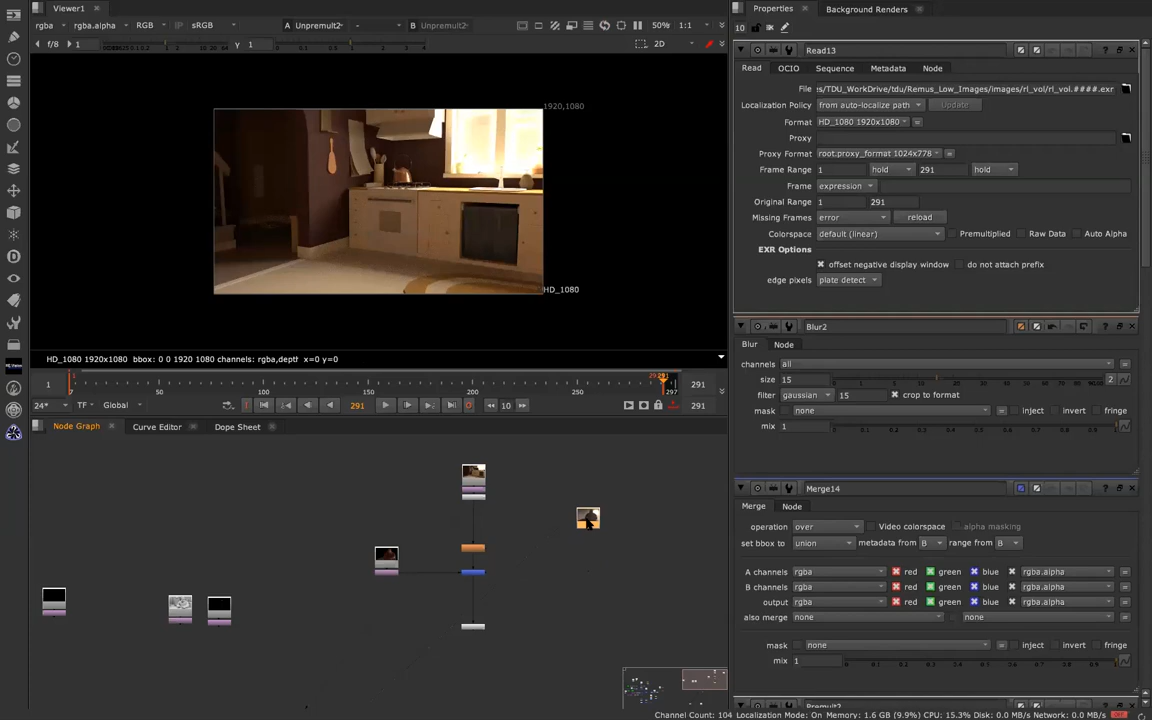 Viewer1
rgba rgba.alpha RGB sRGB A Unpremult B Unpremult 50% 1:1
f/8 1 y 1 2D
1920,1080
HD_1080
HD_1080 1920x1080 bbox: 0 0 1920 1080 channels: rgba,depth x=0 y=0
1 50 100 150 200 250 291
24* TF Global 291 10 291
Node Graph Curve Editor Dope Sheet
Channel Count: 104 Localization Mode: On Memory: 1.6 GB (9.9%) CPU: 15.3% Disk: 0.0 MB/s Network: 0.0 MB/s
Properties Background Renders
10
Read13
Read OCIO Sequence Metadata Node
File es/TDU_WorkDrive/tdu/Remus_Low_Images/images/rl_vol/rl_vol.####.exr
Localization Policy from auto-localize path Update
Format HD_1080 1920x1080
Proxy
Proxy Format root.proxy_format 1024x778
Frame Range 1 hold 291 hold
Frame expression
Original Range 1 291
Missing Frames error reload
Colorspace default (linear) Premultiplied Raw Data Auto Alpha
EXR Options
offset negative display window do not attach prefix
edge pixels plate detect
Blur2
Blur Node
channels all
size 15 2
filter gaussian 15 crop to format
mask none inject invert fringe
mix 1
Merge14
Merge Node
operation over Video colorspace alpha masking
set bbox to union metadata from B range from B
A channels rgba red green blue rgba.alpha
B channels rgba red green blue rgba.alpha
output rgba red green blue rgba.alpha
also merge none none
mask none inject invert fringe
mix 1